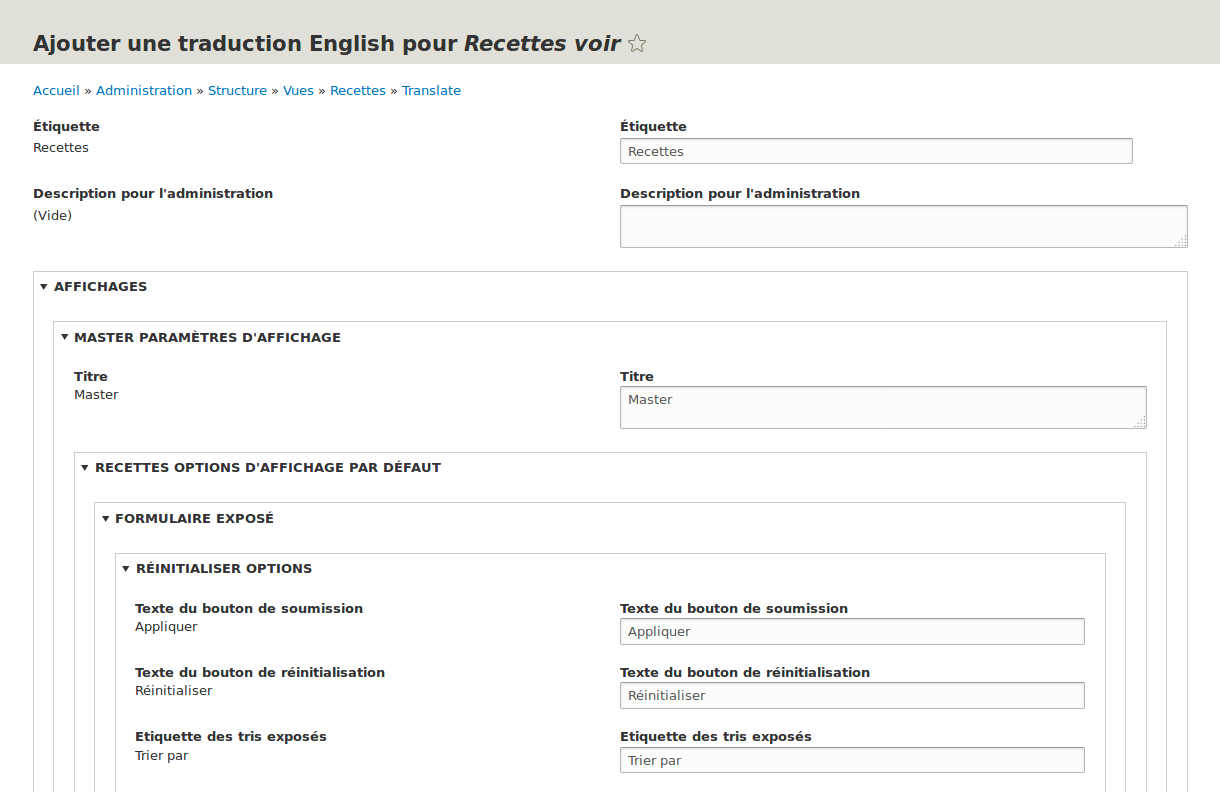 Ajouter une traduction English pour Recettes voir
Accueil » Administration » Structure » Vues » Recettes » Translate
Étiquette Étiquette
Recettes Recettes
Description pour l'administration Description pour l'administration
(Vide)
AFFICHAGES
MASTER PARAMÈTRES D'AFFICHAGE
Titre Titre
Master Master
RECETTES OPTIONS D'AFFICHAGE PAR DÉFAUT
FORMULAIRE EXPOSÉ
RÉINITIALISER OPTIONS
Texte du bouton de soumission Texte du bouton de soumission
Appliquer Appliquer
Texte du bouton de réinitialisation Texte du bouton de réinitialisation
Réinitialiser Réinitialiser
Etiquette des tris exposés Etiquette des tris exposés
Trier par Trier par